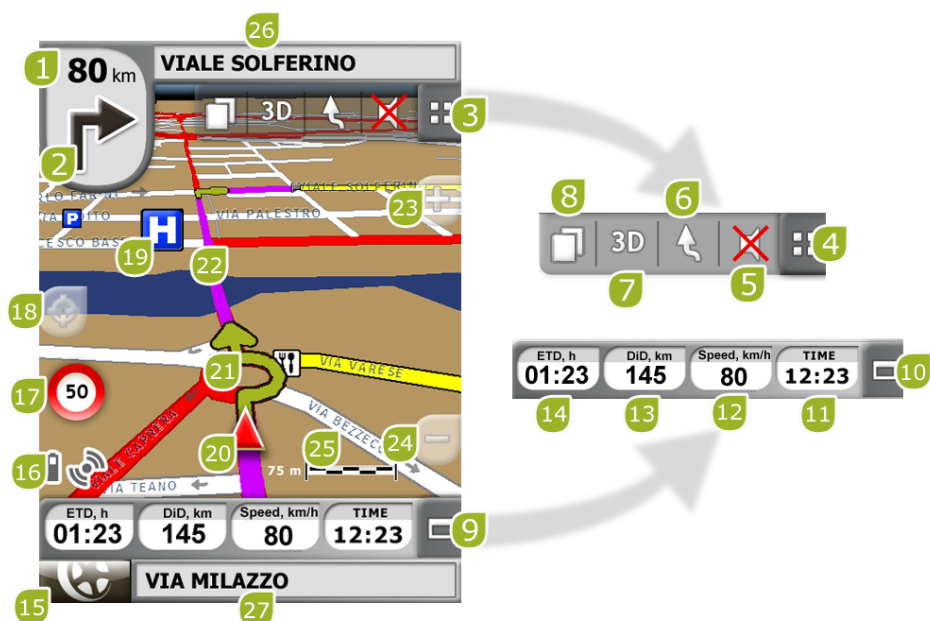 26
1
80 km
VIALE SOLFERINO
2
3D
3
VIALE SOLFERINO
23
P
VIA PALESTRO
H
19
22
18
21
17
50
VIA VARESE
VIA BEZZECCA
VIALE
20
25
24
75 m
16
VIA TEANO
ETD, h
01:23
DiD, km
145
Speed, km/h
80
TIME
12:23
9
15
VIA MILAZZO
27
8
6
3D
4
7
5
ETD, h
01:23
DiD, km
145
Speed, km/h
80
TIME
12:23
10
14
13
12
11